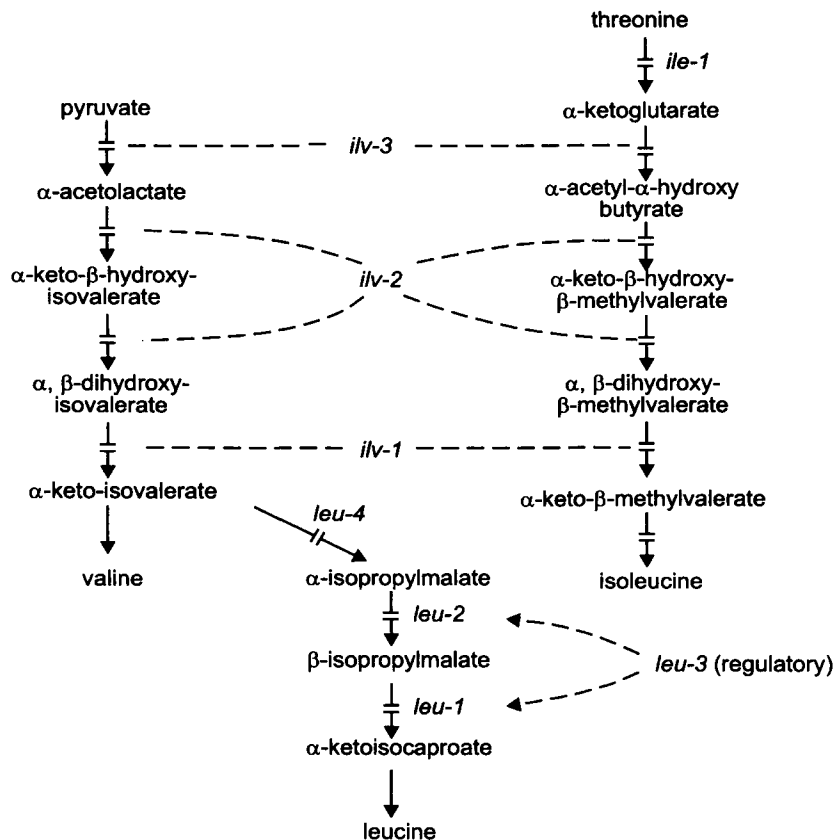 threonine
ile-1
pyruvate
α-ketoglutarate
ilv-3
α-acetolactate
α-acetyl-α-hydroxy
butyrate
α-keto-β-hydroxy-
isovalerate
ilv-2
α-keto-β-hydroxy-
β-methylvalerate
α, β-dihydroxy-
isovalerate
α, β-dihydroxy-
β-methylvalerate
ilv-1
α-keto-isovalerate
α-keto-β-methylvalerate
leu-4
valine
α-isopropylmalate
isoleucine
leu-2
β-isopropylmalate
leu-3 (regulatory)
leu-1
α-ketoisocaproate
leucine